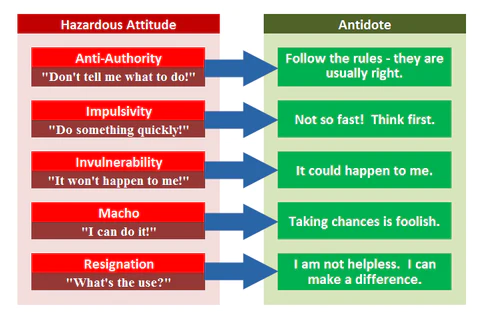 Hazardous Attitude
Antidote
Anti-Authority
"Don't tell me what to do!"
Follow the rules - they are
usually right.
Impulsivity
"Do something quickly!"
Not so fast!  Think first.
Invulnerability
"It won't happen to me!"
It could happen to me.
Macho
"I can do it!"
Taking chances is foolish.
Resignation
"What's the use?"
I am not helpless.  I can
make a difference.